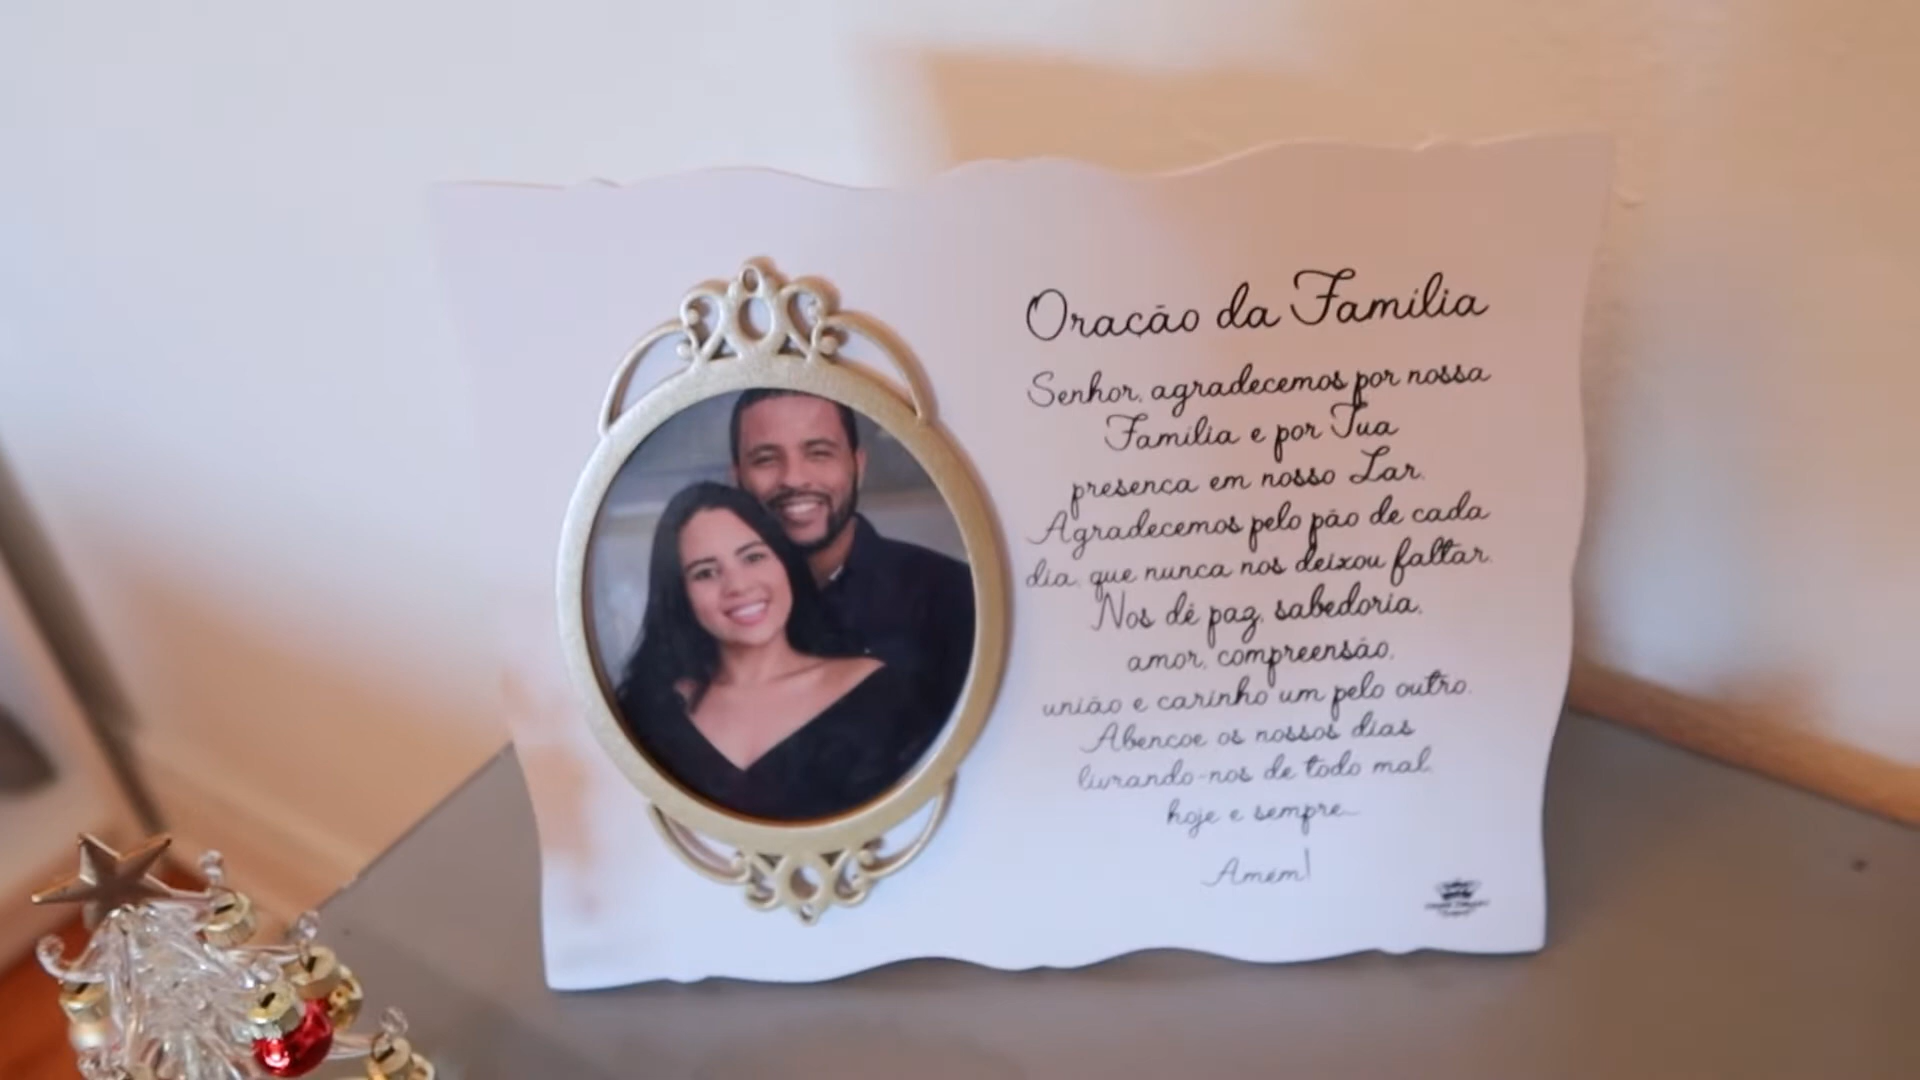 Oração da Família
Senhor, agradecemos por nossa
Família e por Tua
presença em nosso Lar.
Agradecemos pelo pão de cada
dia, que nunca nos deixou faltar.
Nos dê paz, sabedoria,
amor, compreensão,
união e carinho um pelo outro.
Abençoe os nossos dias
livrando-nos de todo mal,
hoje e sempre...
Amém!